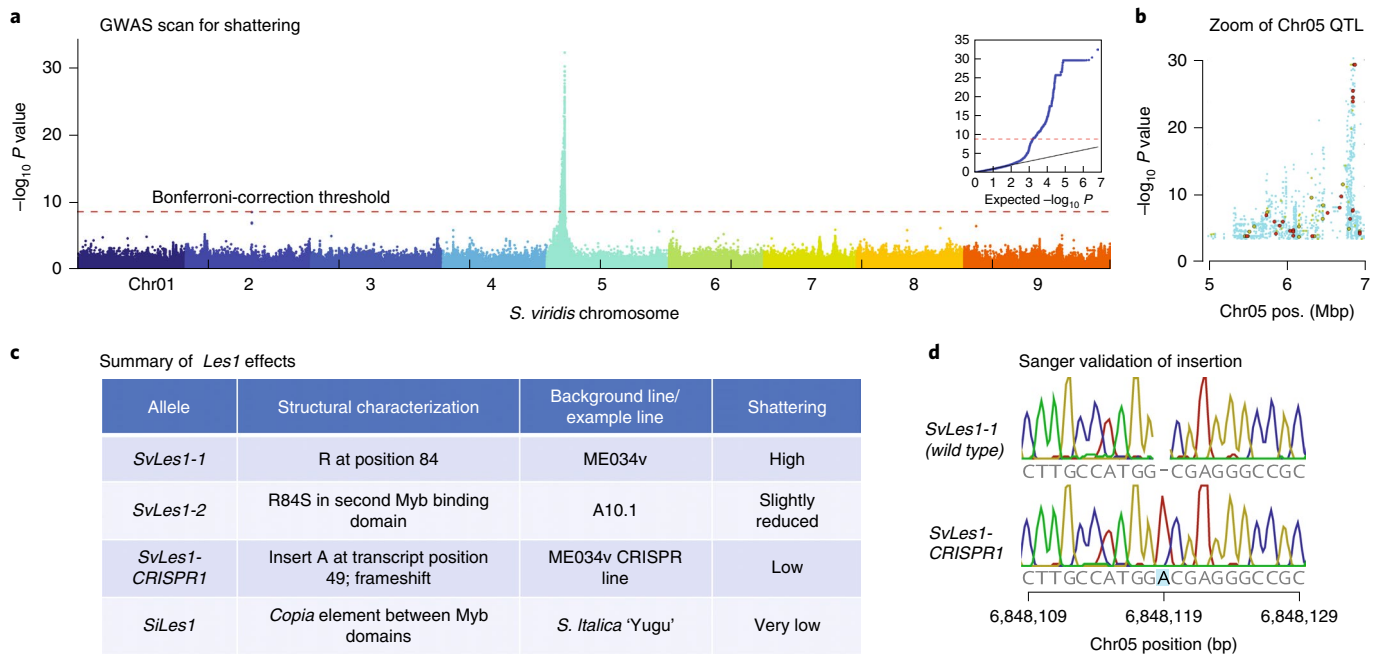 a
GWAS scan for shattering
30
20
10
0
–log10 P value
Bonferroni-correction threshold
Chr01 2 3 4 5 6 7 8 9
S. viridis chromosome
35
30
25
20
15
10
5
0
0 1 2 3 4 5 6 7
Expected –log10 P
b
Zoom of Chr05 QTL
30
20
10
0
–log10 P value
5 6 7
Chr05 pos. (Mbp)
c
Summary of Les1 effects
Allele
Structural characterization
Background line/
example line
Shattering
SvLes1-1
R at position 84
ME034v
High
SvLes1-2
R84S in second Myb binding
domain
A10.1
Slightly
reduced
SvLes1-
CRISPR1
Insert A at transcript position
49; frameshift
ME034v CRISPR
line
Low
SiLes1
Copia element between Myb
domains
S. Italica ‘Yugu’
Very low
d
Sanger validation of insertion
SvLes1-1
(wild type)
CTTGCCATGG–CGAGGGCCGC
SvLes1-
CRISPR1
CTTGCCATGGACGAGGGCCGC
6,848,109 6,848,119 6,848,129
Chr05 position (bp)